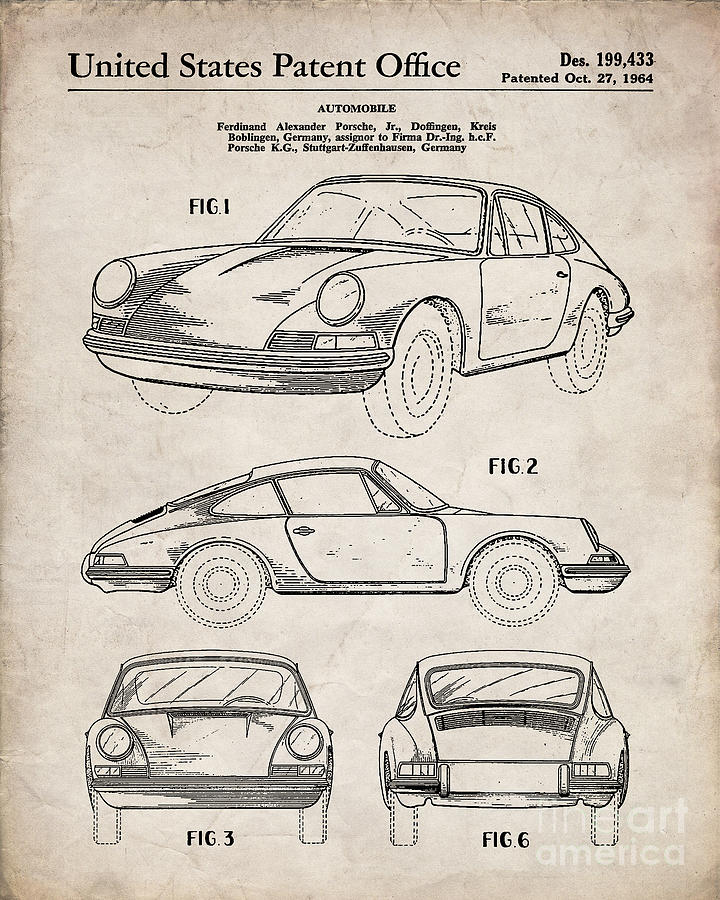 United States Patent Office
Des. 199,433
Patented Oct. 27, 1964
AUTOMOBILE
Ferdinand Alexander Porsche, Jr., Doffingen, Kreis
Boblingen, Germany, assignor to Firma Dr.-Ing. h.c.F.
Porsche K.G., Stuttgart-Zuffenhausen, Germany
FIG.1
FIG.2
FIG.3
FIG.6
fine art
america